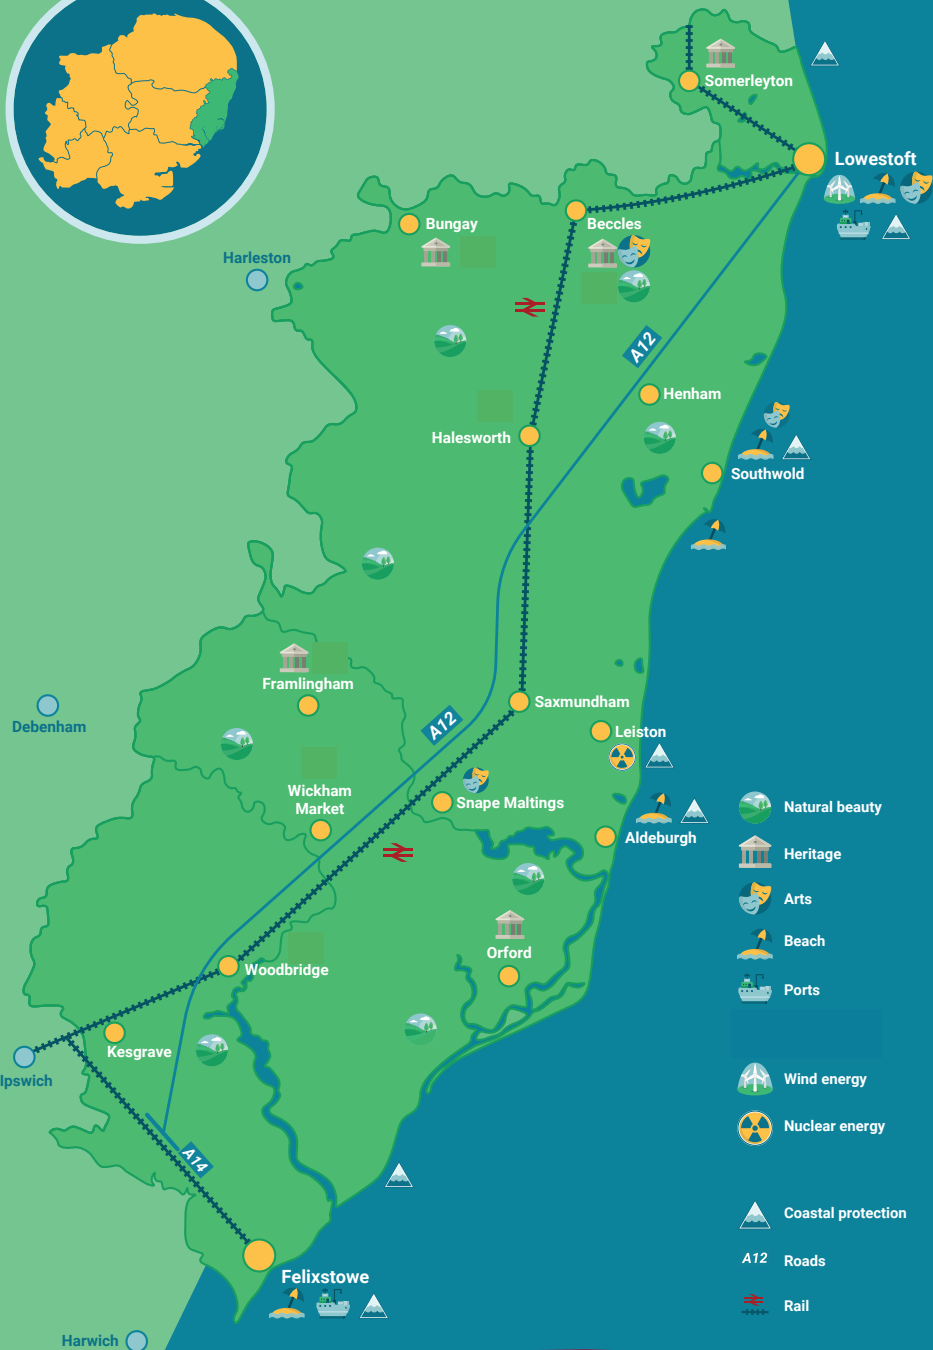 Somerleyton
Lowestoft
Bungay
Beccles
Harleston
A12
Henham
Halesworth
Southwold
Framlingham
Saxmundham
Debenham
A12
Leiston
Wickham
Market
Snape Maltings
Aldeburgh
Orford
Woodbridge
Kesgrave
Ipswich
A14
Felixstowe
Harwich
Natural beauty
Heritage
Arts
Beach
Ports
Wind energy
Nuclear energy
Coastal protection
A12 Roads
Rail